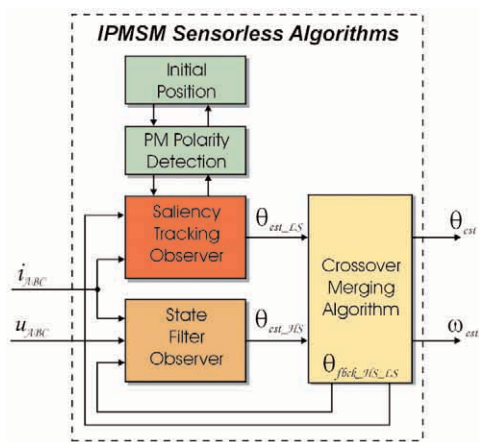 IPMSM Sensorless Algorithms
Initial
Position
PM Polarity
Detection
Saliency
Tracking
Observer
θest_LS
θest
Crossover
Merging
Algorithm
iABC
State
Filter
Observer
uABC
θest_HS
ωest
θfbck_HS_LS